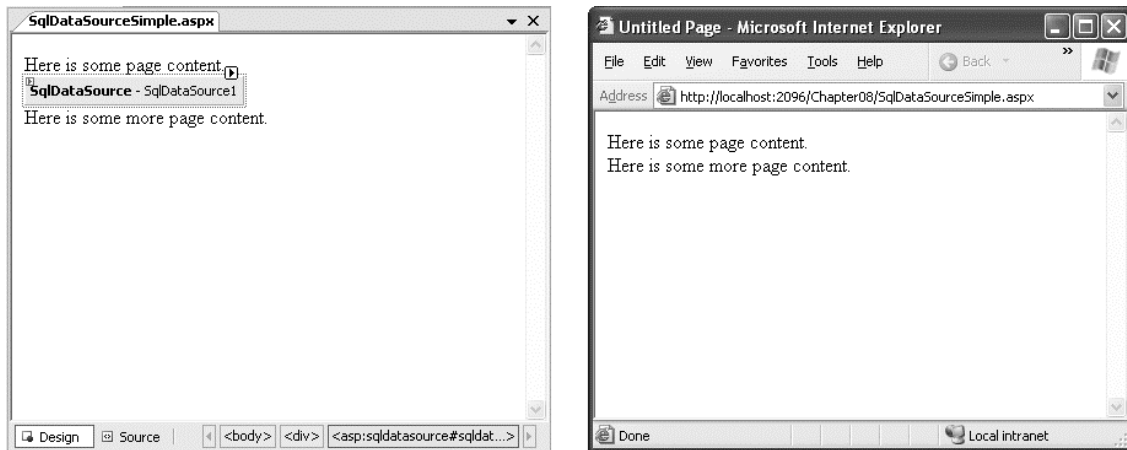 SqlDataSourceSimple.aspx
Here is some page content.
SqlDataSource - SqlDataSource1
Here is some more page content.
Design Source <body> <div> <asp:sqldatasource#sqldat...>
Untitled Page - Microsoft Internet Explorer
File Edit View Favorites Tools Help Back »
Address http://localhost:2096/Chapter08/SqlDataSourceSimple.aspx
Here is some page content.
Here is some more page content.
Done Local intranet